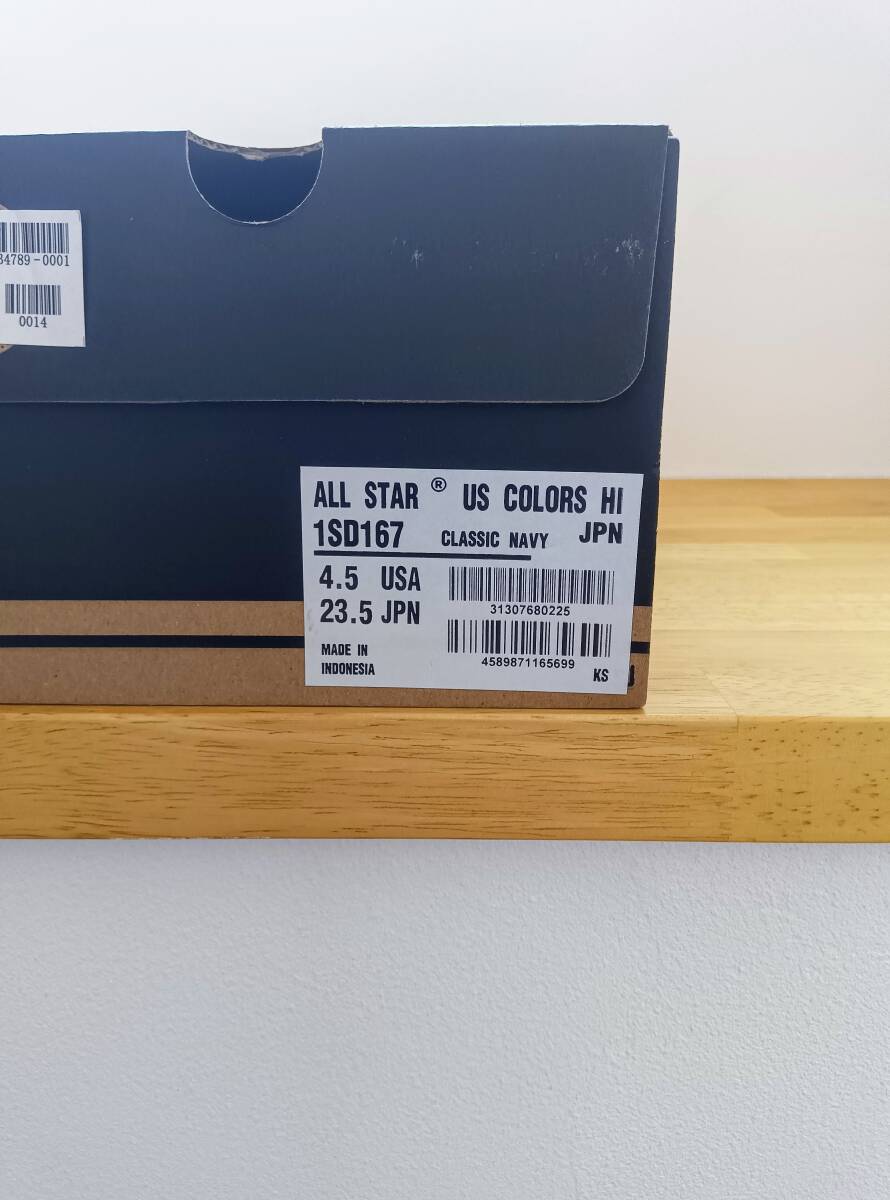 34789-0001
0014
ALL STAR ® US COLORS HI
1SD167 CLASSIC NAVY JPN
4.5 USA
23.5 JPN
31307680225
4589871165699
MADE IN
INDONESIA
KS